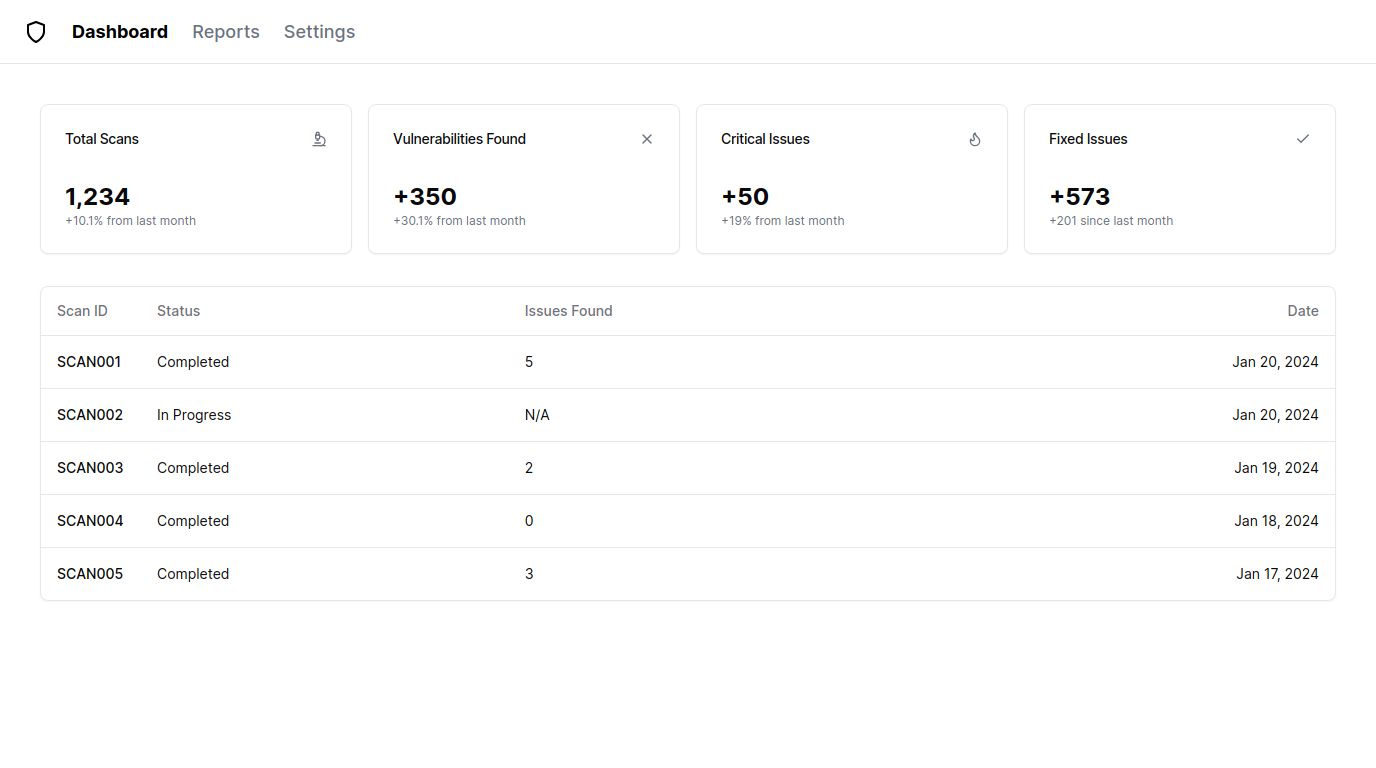 Dashboard Reports Settings
Total Scans
1,234
+10.1% from last month
Vulnerabilities Found
+350
+30.1% from last month
Critical Issues
+50
+19% from last month
Fixed Issues
+573
+201 since last month
Scan ID Status Issues Found Date
SCAN001 Completed 5 Jan 20, 2024
SCAN002 In Progress N/A Jan 20, 2024
SCAN003 Completed 2 Jan 19, 2024
SCAN004 Completed 0 Jan 18, 2024
SCAN005 Completed 3 Jan 17, 2024